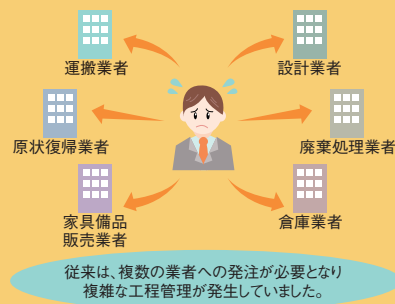 運搬業者
設計業者
原状復帰業者
廃棄処理業者
家具備品
販売業者
倉庫業者
従来は、複数の業者への発注が必要となり
複雑な工程管理が発生していました。